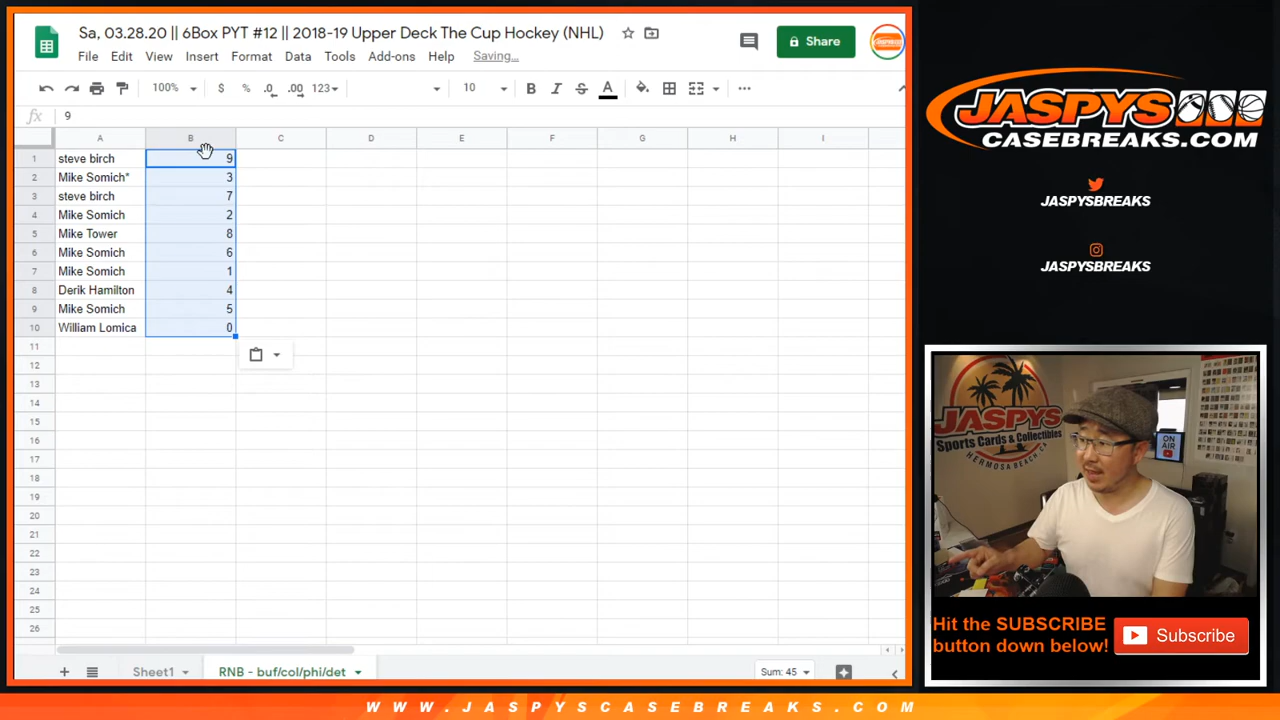 Sa, 03.28.20 || 6Box PYT #12 || 2018-19 Upper Deck The Cup Hockey (NHL)
Share
File Edit View Insert Format Data Tools Add-ons Help Saving...
100% $ % .0 .00 123 10 B I S A
fx 9
A B C D E F G H I
1 steve birch 9
2 Mike Somich* 3
3 steve birch 7
4 Mike Somich 2
5 Mike Tower 8
6 Mike Somich 6
7 Mike Somich 1
8 Derik Hamilton 4
9 Mike Somich 5
10 William Lomica 0
11
12
13
14
15
16
17
18
19
20
21
22
23
24
25
26
Sheet1 RNB - buf/col/phi/det Sum: 45
JASPYS
CASEBREAKS.COM
JASPYSBREAKS
JASPYSBREAKS
JASPYS
Sports Cards & Collectibles
HERMOSA BEACH, CA
ON
AIR
Hit the SUBSCRIBE
button down below!
Subscribe
WWW.JASPYSCASEBREAKS.COM